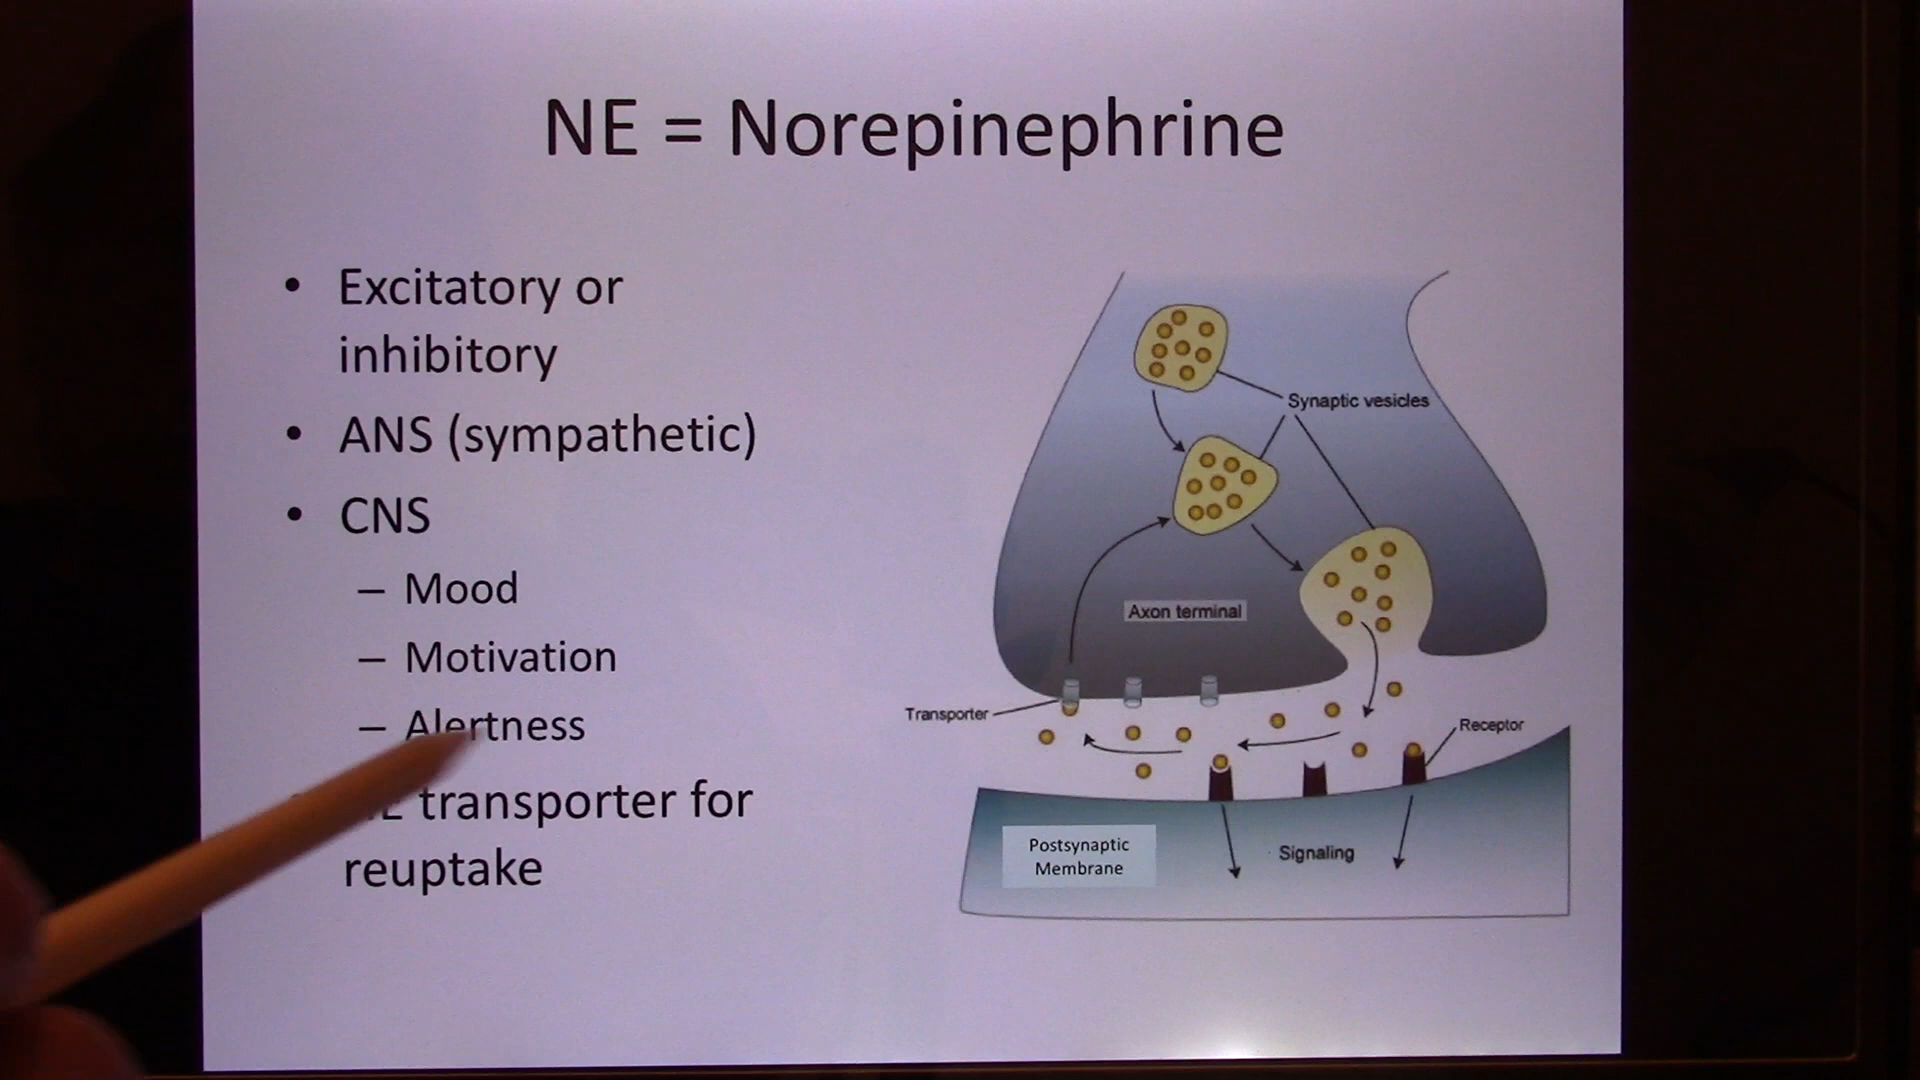 NE = Norepinephrine
• Excitatory or
inhibitory
• ANS (sympathetic)
• CNS
– Mood
– Motivation
– Alertness
transporter for
reuptake
Synaptic vesicles
Axon terminal
Transporter
Receptor
Postsynaptic
Membrane
Signaling